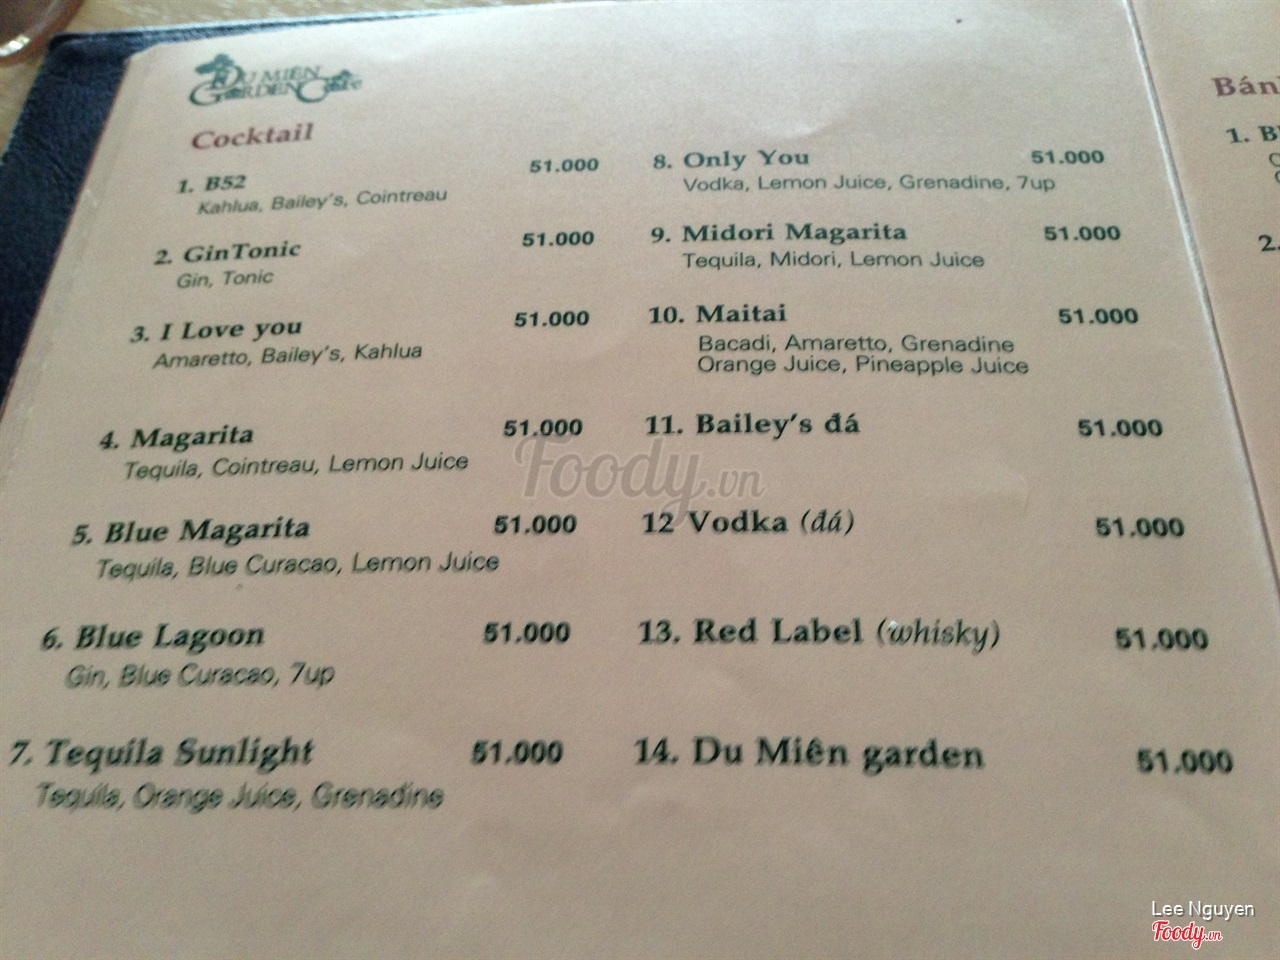 DU MIÊN
GARDEN Cafe
Cocktail
1. B52 51.000
Kahlua, Bailey's, Cointreau
2. GinTonic 51.000
Gin, Tonic
3. I Love you 51.000
Amaretto, Bailey's, Kahlua
4. Magarita 51.000
Tequila, Cointreau, Lemon Juice
5. Blue Magarita 51.000
Tequila, Blue Curacao, Lemon Juice
6. Blue Lagoon 51.000
Gin, Blue Curacao, 7up
7. Tequila Sunlight 51.000
Tequila, Orange Juice, Grenadine
8. Only You 51.000
Vodka, Lemon Juice, Grenadine, 7up
9. Midori Magarita 51.000
Tequila, Midori, Lemon Juice
10. Maitai 51.000
Bacadi, Amaretto, Grenadine
Orange Juice, Pineapple Juice
11. Bailey's đá 51.000
12 Vodka (đá) 51.000
13. Red Label (whisky) 51.000
14. Du Miên garden 51.000
Bán
1. B
2.
Foody.vn
Lee Nguyen
Foody.vn